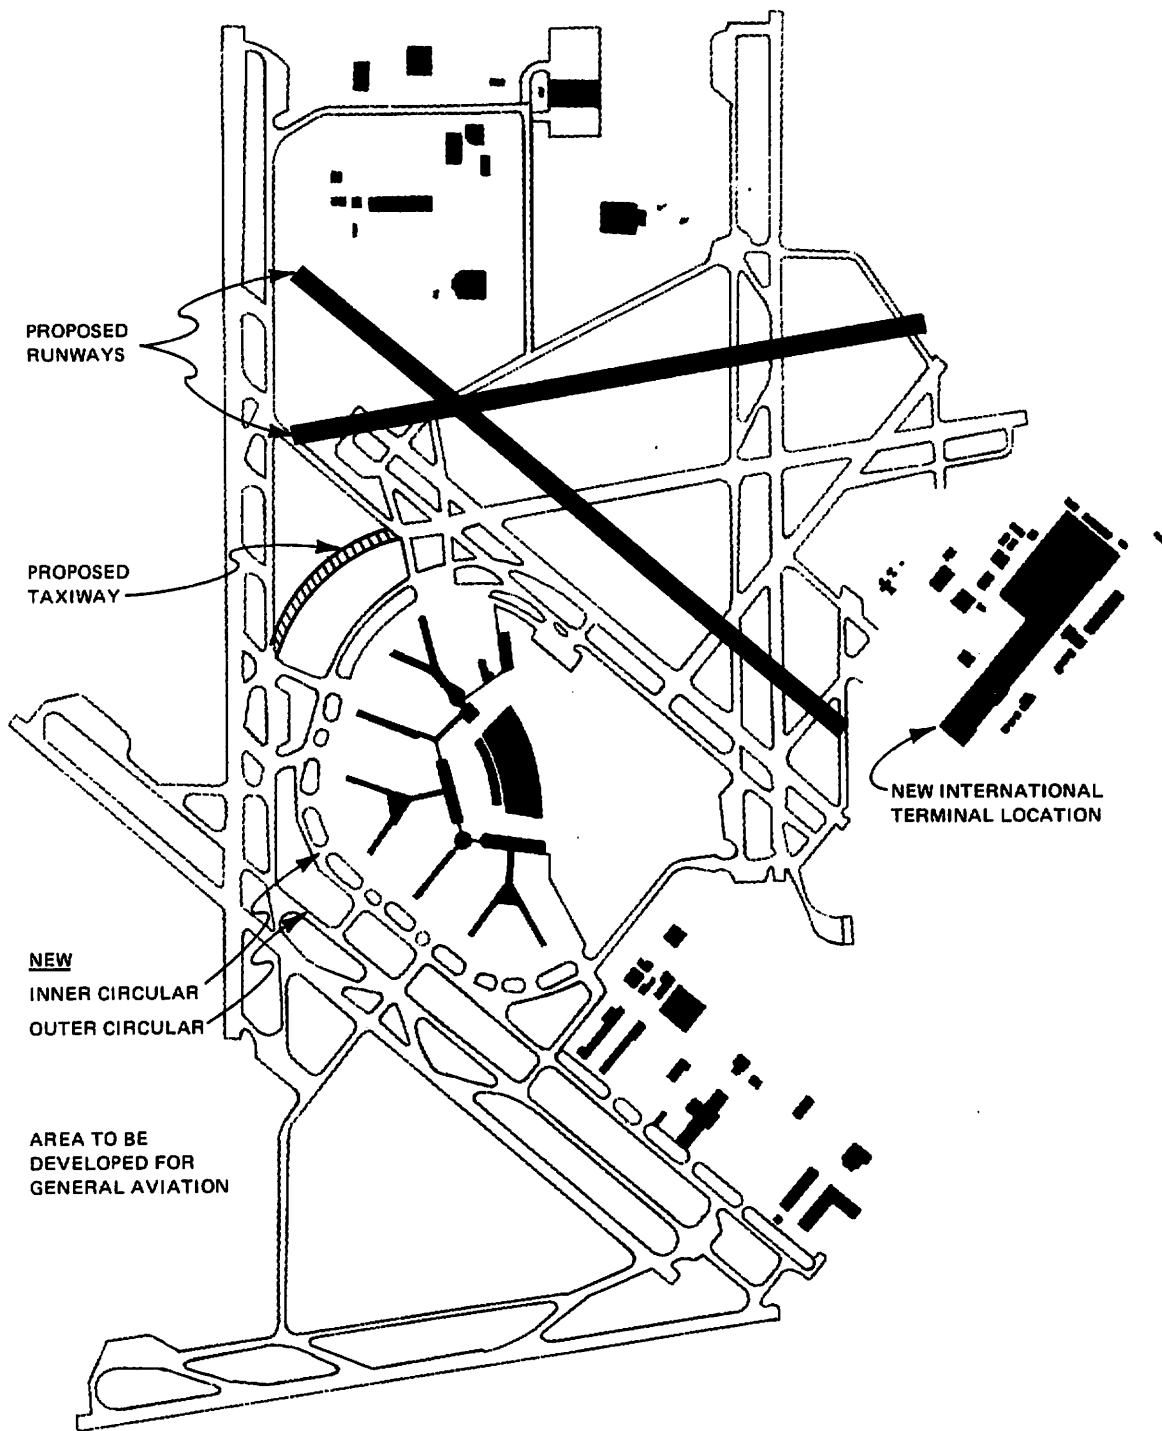 PROPOSED
RUNWAYS
PROPOSED
TAXIWAY
NEW INTERNATIONAL
TERMINAL LOCATION
NEW
INNER CIRCULAR
OUTER CIRCULAR
AREA TO BE
DEVELOPED FOR
GENERAL AVIATION